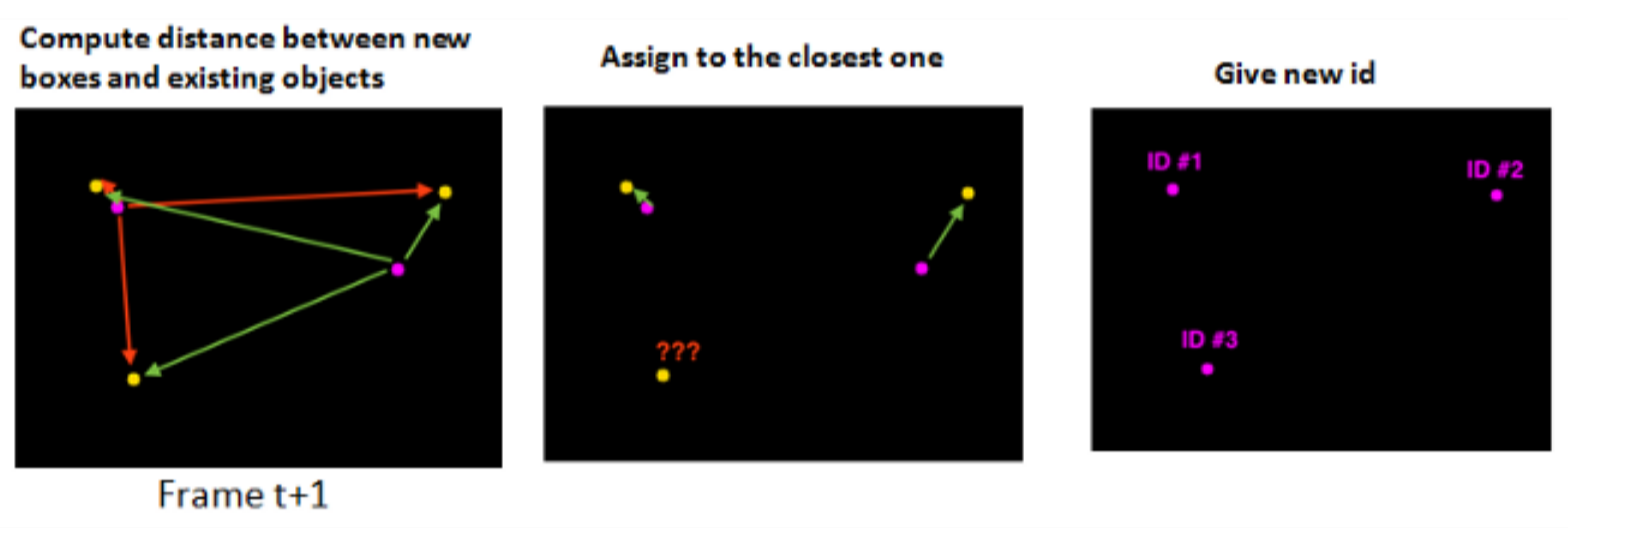 Compute distance between new
boxes and existing objects
Assign to the closest one
Give new id
???
ID #1
ID #2
ID #3
Frame t+1